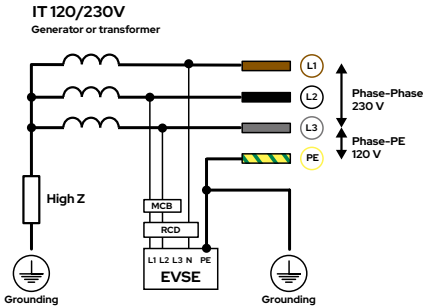 IT 120/230V
Generator or transformer
L1
L2
L3
PE
Phase-Phase
230 V
Phase-PE
120 V
High Z
MCB
RCD
L1 L2 L3 N PE
EVSE
Grounding
Grounding